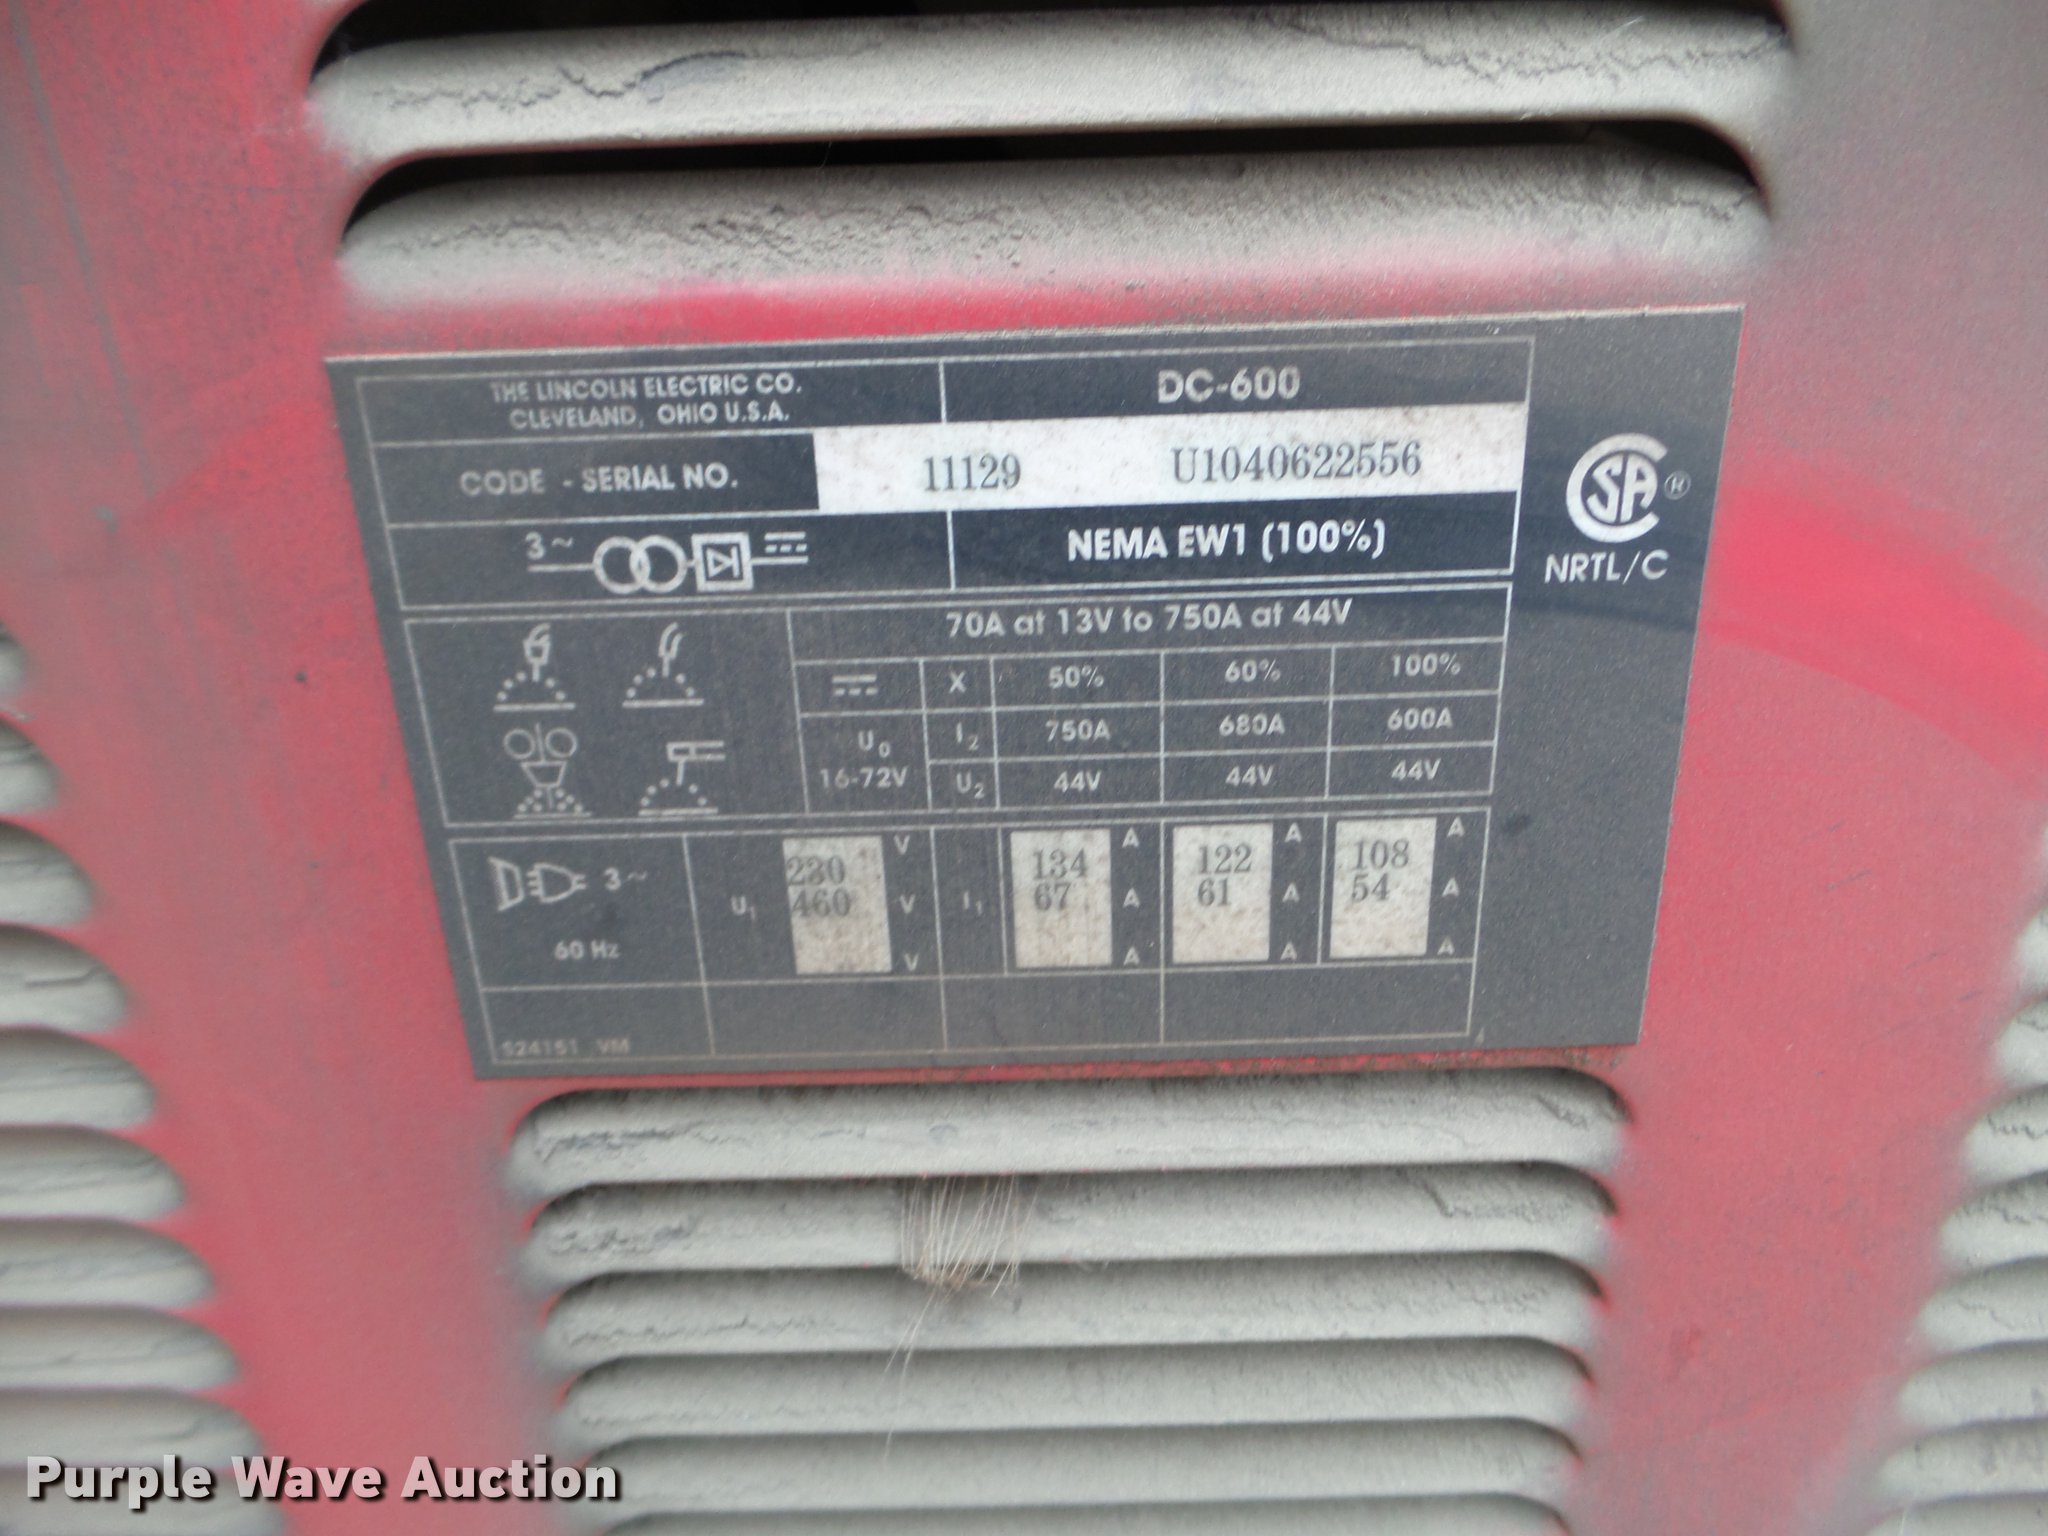 THE LINCOLN ELECTRIC CO.
CLEVELAND, OHIO U.S.A.
DC-600
CODE - SERIAL NO.
11129 U1040622556
3~
NEMA EW1 (100%)
CSA®
NRTL/C
70A at 13V to 750A at 44V
X 50% 60% 100%
U0 I2 750A 680A 600A
16-72V U2 44V 44V 44V
3~ 60 Hz
U1 230 V I1 134 A 122 A 108 A
460 V 67 A 61 A 54 A
V A A A
S24151 VM
Purple Wave Auction